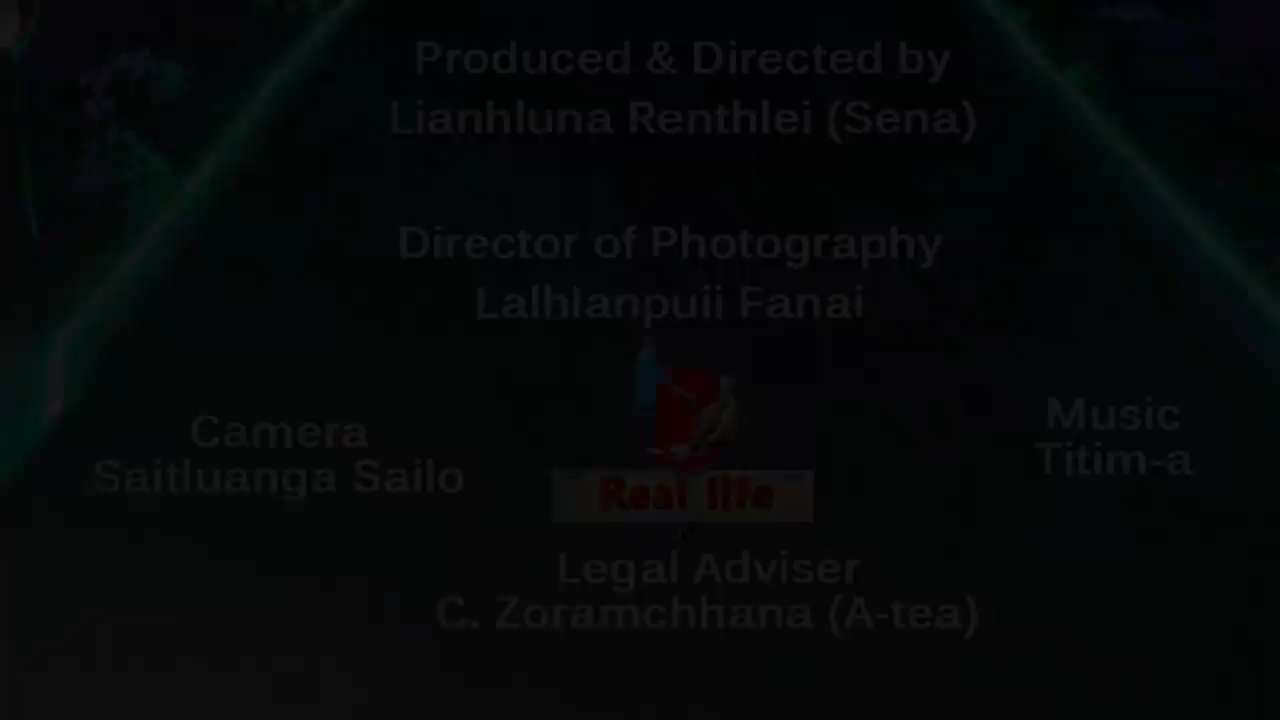 Produced & Directed by
Lianhluna Renthlei (Sena)
Director of Photography
Lalhlanpuii Fanai
Camera
Saitluanga Sailo
Music
Titim-a
Real life
Legal Adviser
C. Zoramchhana (A-tea)